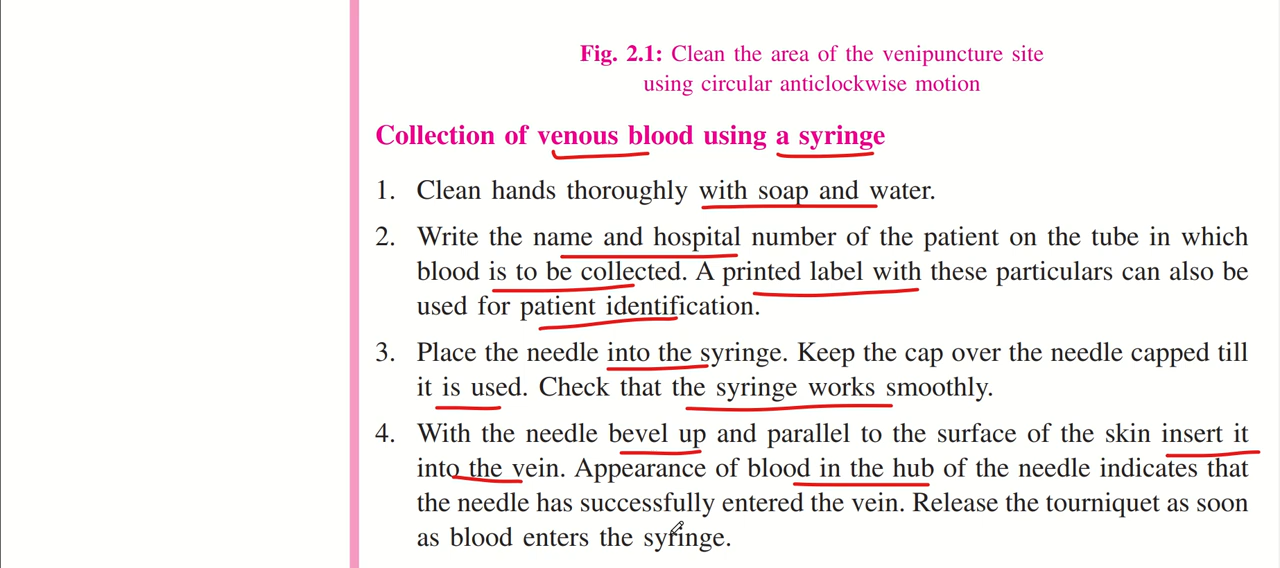 Fig. 2.1: Clean the area of the venipuncture site
using circular anticlockwise motion
Collection of venous blood using a syringe
1. Clean hands thoroughly with soap and water.
2. Write the name and hospital number of the patient on the tube in which
blood is to be collected. A printed label with these particulars can also be
used for patient identification.
3. Place the needle into the syringe. Keep the cap over the needle capped till
it is used. Check that the syringe works smoothly.
4. With the needle bevel up and parallel to the surface of the skin insert it
into the vein. Appearance of blood in the hub of the needle indicates that
the needle has successfully entered the vein. Release the tourniquet as soon
as blood enters the syringe.